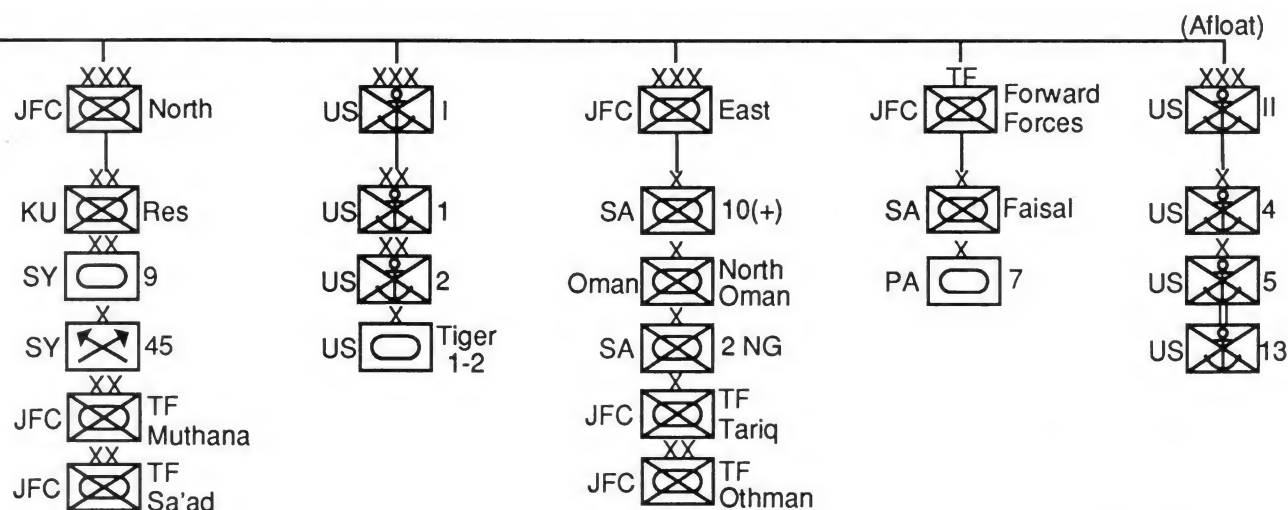 (Afloat)
XXX
JFC North
XX
KU Res
XX
SY 9
X
SY 45
XX
JFC TF
Muthana
XX
JFC TF
Sa'ad
XXX
US I
XX
US 1
XX
US 2
X
US Tiger
1-2
XXX
JFC East
X
SA 10(+)
X
Oman North
Oman
X
SA 2 NG
X
JFC TF
Tariq
XX
JFC TF
Othman
TF
JFC Forward
Forces
X
SA Faisal
X
PA 7
XXX
US II
X
US 4
X
US 5
II
US 13